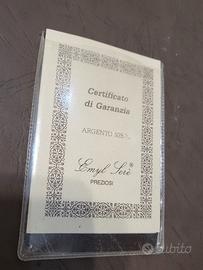 Certificato
di Garanzia
ARGENTO 925‰
Emyl Serè®
PREZIOSI
subito